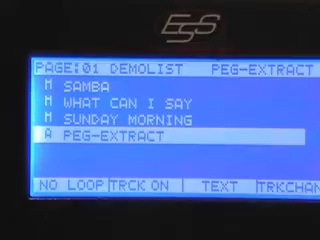 ESS
PAGE:01 DEMOLIST PEG-EXTRACT
M SAMBA
M WHAT CAN I SAY
M SUNDAY MORNING
A PEG-EXTRACT
NO LOOP TRCK ON TEXT TRKCHAN